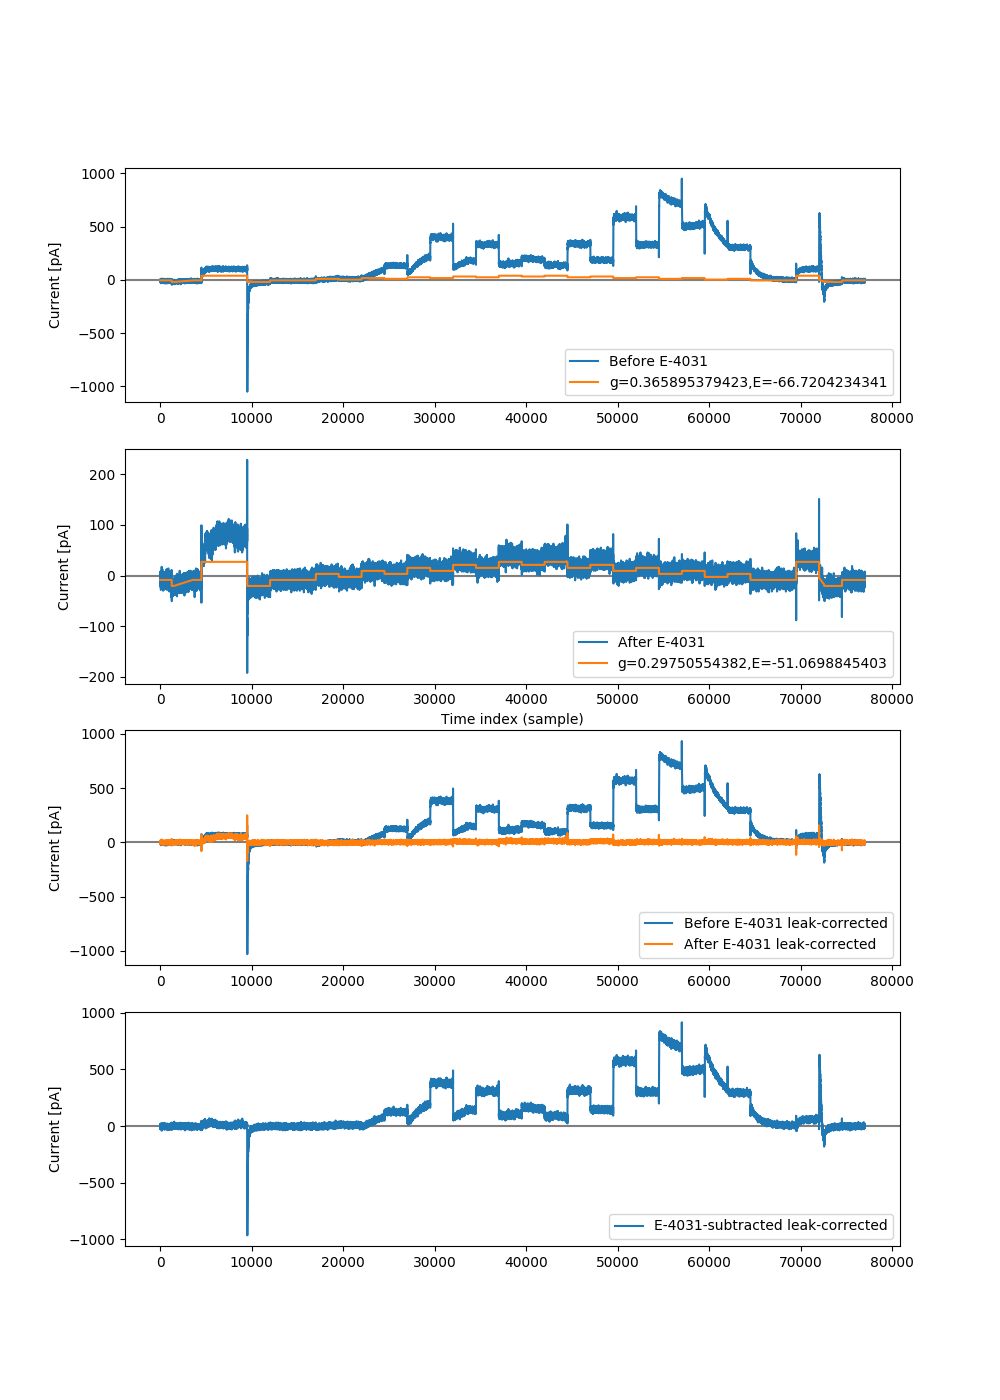 1000
500
0
−500
−1000
Current [pA]
Before E-4031
g=0.365895379423,E=-66.7204234341
0 10000 20000 30000 40000 50000 60000 70000 80000
200
100
0
−100
−200
Current [pA]
After E-4031
g=0.29750554382,E=-51.0698845403
0 10000 20000 30000 40000 50000 60000 70000 80000
Time index (sample)
1000
500
0
−500
−1000
Current [pA]
Before E-4031 leak-corrected
After E-4031 leak-corrected
0 10000 20000 30000 40000 50000 60000 70000 80000
1000
500
0
−500
−1000
Current [pA]
E-4031-subtracted leak-corrected
0 10000 20000 30000 40000 50000 60000 70000 80000